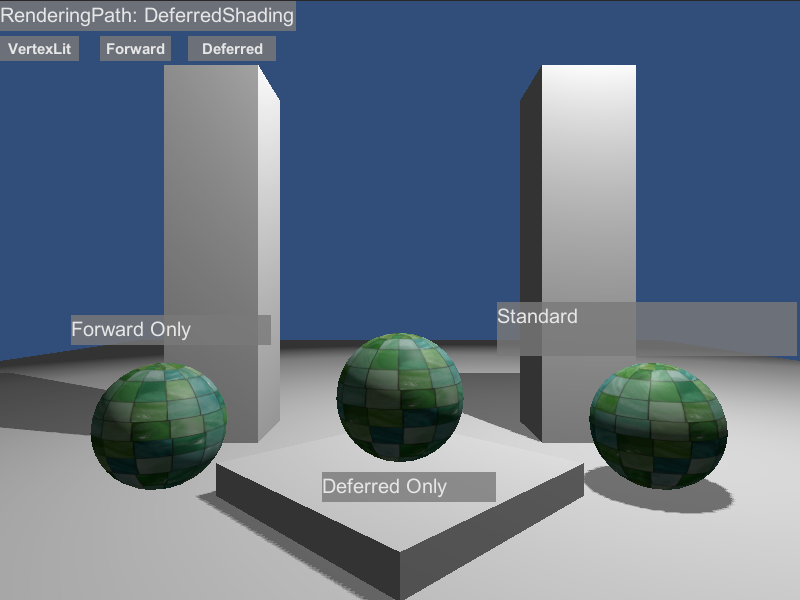 RenderingPath: DeferredShading
VertexLit Forward Deferred
Forward Only
Standard
Deferred Only